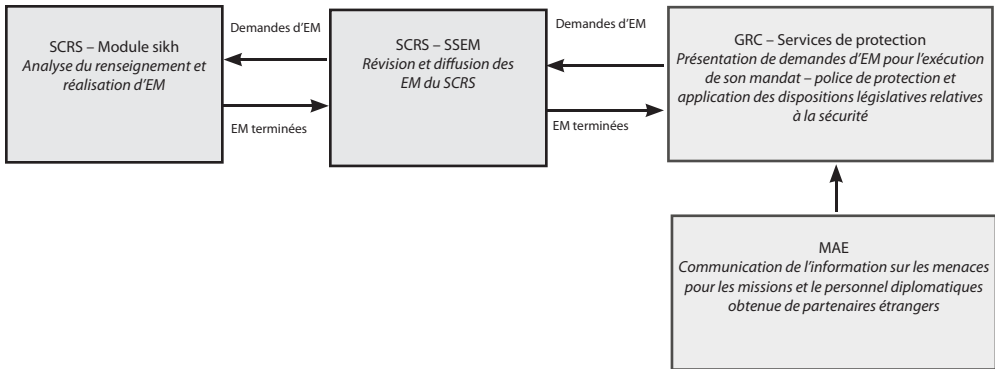 SCRS – Module sikh
Analyse du renseignement et
réalisation d’EM
Demandes d’EM
EM terminées
SCRS – SSEM
Révision et diffusion des
EM du SCRS
Demandes d’EM
EM terminées
GRC – Services de protection
Présentation de demandes d’EM pour l’exécution
de son mandat – police de protection et
application des dispositions législatives relatives
à la sécurité
MAE
Communication de l’information sur les menaces
pour les missions et le personnel diplomatiques
obtenue de partenaires étrangers